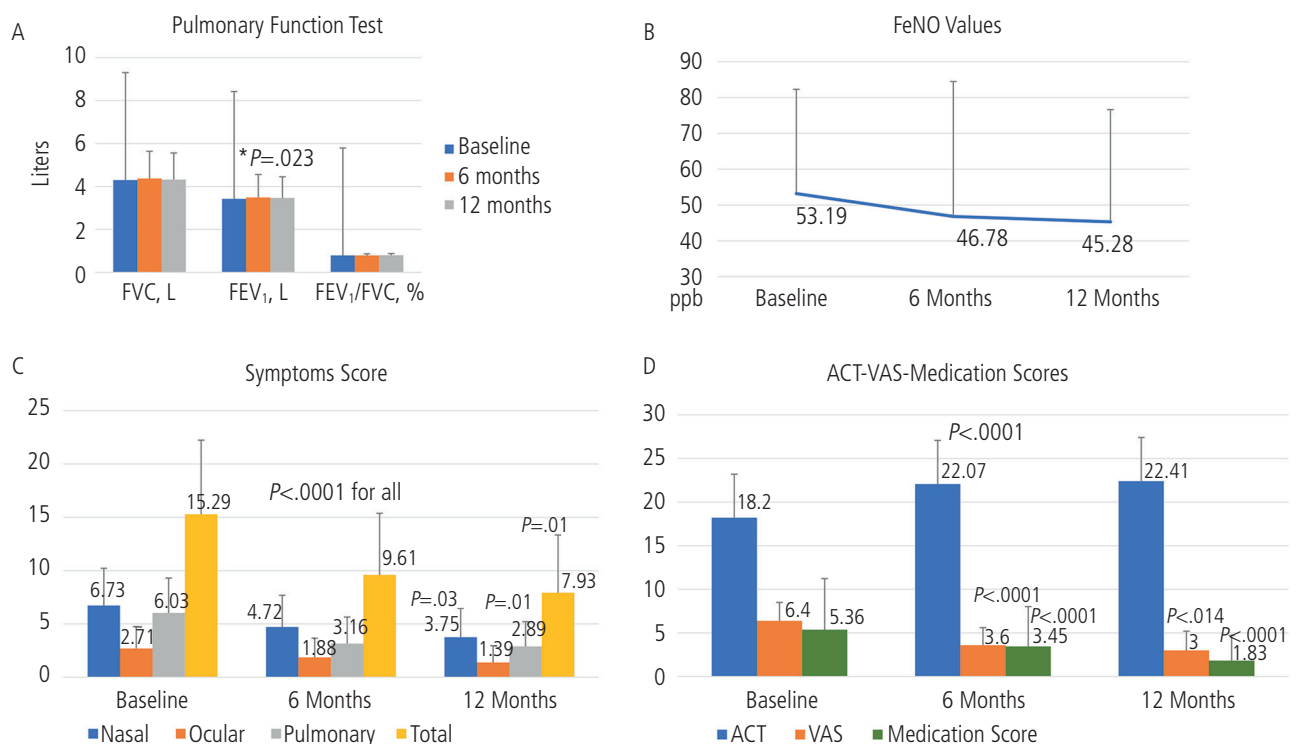 A
Pulmonary Function Test
10
8
6
4
2
0
Liters
*P=.023
FVC, L
FEV₁, L
FEV₁/FVC, %
Baseline
6 months
12 months
B
FeNO Values
90
80
70
60
50
40
30
ppb
53.19
46.78
45.28
Baseline
6 Months
12 Months
C
Symptoms Score
25
20
15
10
5
0
6.73
2.71
6.03
15.29
P<.0001 for all
4.72
1.88
3.16
9.61
P=.03
3.75
P=.01
1.39
2.89
P=.01
7.93
Baseline
6 Months
12 Months
Nasal
Ocular
Pulmonary
Total
D
ACT-VAS-Medication Scores
30
25
20
15
10
5
0
18.2
6.4
5.36
P<.0001
22.07
P<.0001
3.6
P<.0001
3.45
22.41
P<.014
3
P<.0001
1.83
Baseline
6 Months
12 Months
ACT
VAS
Medication Score